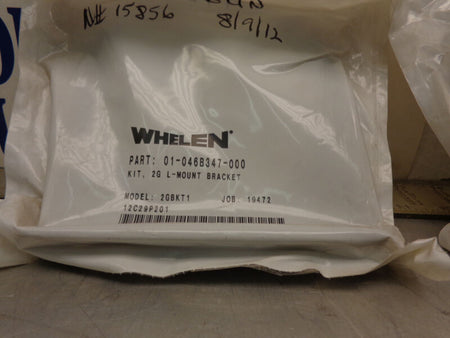 N# 15856
8/9/12
WHELEN
PART: 01-046B347-000
KIT, 2G L-MOUNT BRACKET
MODEL: 2GBKT1 JOB: 19472
12C29P201